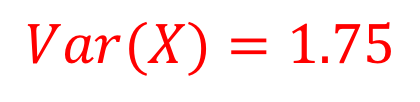 Var(X) = 1.75